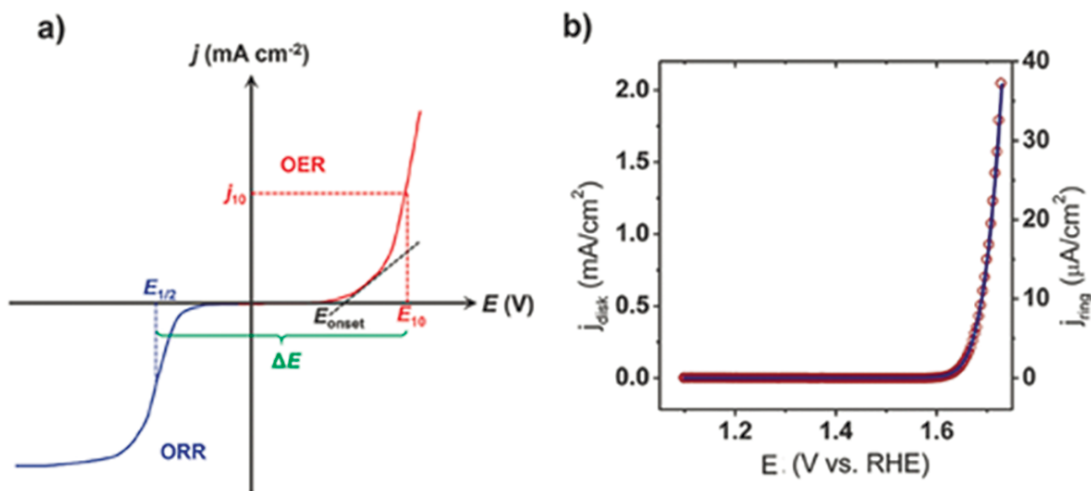 a)
j (mA cm-2)
OER
j10
E1/2
E (V)
Eonset
E10
ΔE
ORR
b)
40
2.0
30
1.5
20
1.0
10
0.5
0
0.0
jdisk (mA/cm2)
jring (μA/cm2)
1.2
1.4
1.6
E. (V vs. RHE)